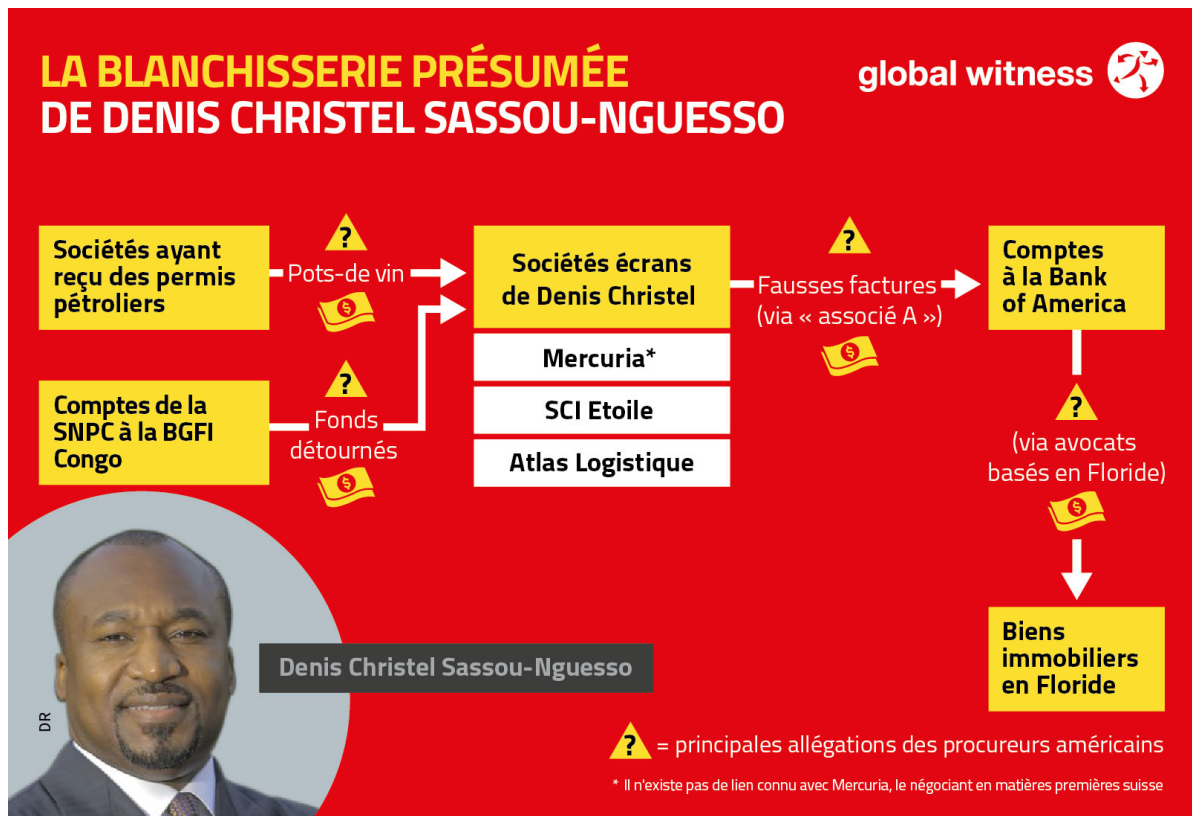 LA BLANCHISSERIE PRÉSUMÉE
DE DENIS CHRISTEL SASSOU-NGUESSO
global witness
Sociétés ayant
reçu des permis
pétroliers
?
Pots-de vin
$
Comptes de la
SNPC à la BGFI
Congo
?
Fonds
détournés
$
Sociétés écrans
de Denis Christel
Mercuria*
SCI Etoile
Atlas Logistique
?
Fausses factures
(via « associé A »)
$
Comptes
à la Bank
of America
?
(via avocats
basés en Floride)
$
Biens
immobiliers
en Floride
Denis Christel Sassou-Nguesso
DR
? = principales allégations des procureurs américains
* Il n'existe pas de lien connu avec Mercuria, le négociant en matières premières suisse